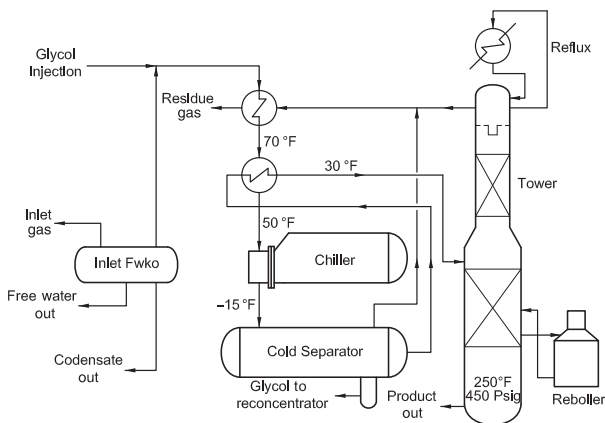 Glycol
Injection
Reflux
Residue
gas
70 °F
30 °F
Tower
Inlet
gas
50 °F
Inlet Fwko
Chiller
Free water
out
–15°F
Cold Separator
Codensate
out
Glycol to
reconcentrator
Product
out
250°F
450 Psig
Reboller